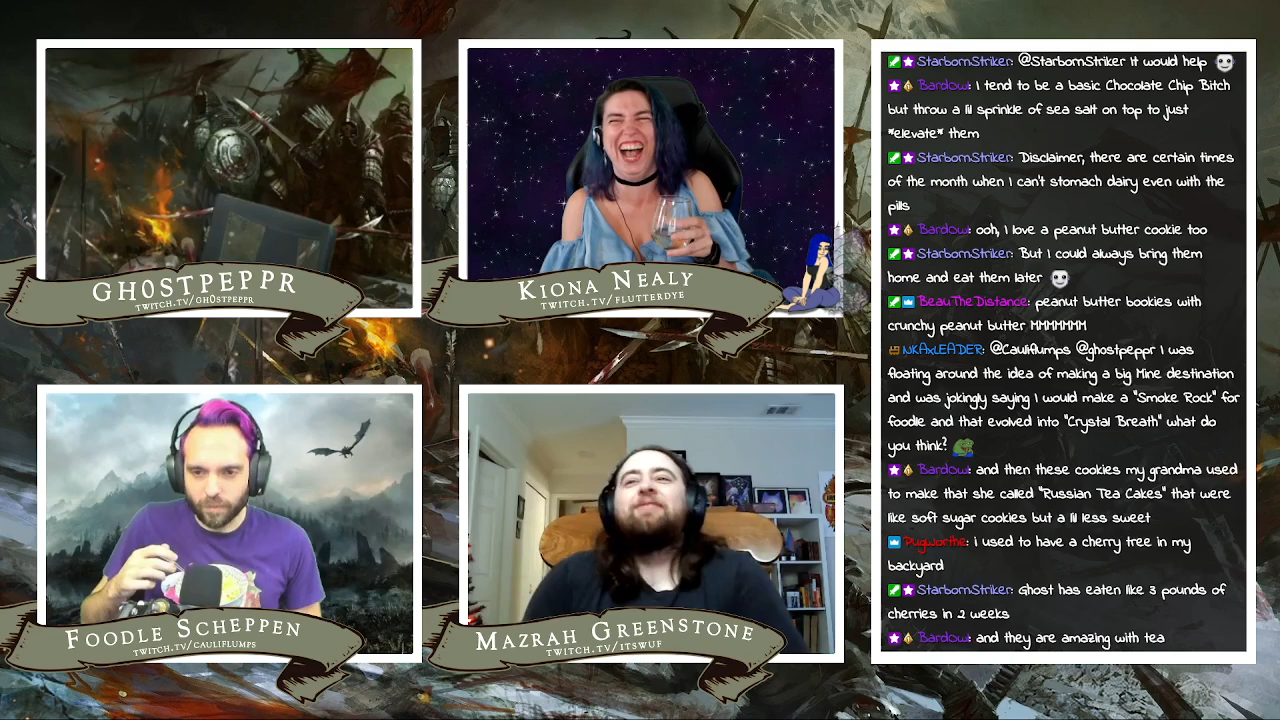 GH0STPEPPR
TWITCH.TV/GH0STPEPPR
KIONA NEALY
TWITCH.TV/FLUTTERDYE
FOODLE SCHEPPEN
TWITCH.TV/CAULIFLUMPS
MAZRAH GREENSTONE
TWITCH.TV/ITSWUF
StarbornStriker: @StarbornStriker it would help
Bardow: I tend to be a basic Chocolate Chip Bitch
but throw a lil sprinkle of sea salt on top to just
*elevate* them
StarbornStriker: Disclaimer, there are certain times
of the month when I can't stomach dairy even with the
pills
Bardow: ooh, I love a peanut butter cookie too
StarbornStriker: But I could always bring them
home and eat them later
BeauTheDistance: peanut butter bookies with
crunchy peanut butter MMMMMMM
NKAxLEADER: @Cauliflumps @ghostpeppr I was
floating around the idea of making a big Mine destination
and was jokingly saying I would make a "Smoke Rock" for
foodle and that evolved into "Crystal Breath" what do
you think?
Bardow: and then these cookies my grandma used
to make that she called "Russian Tea Cakes" that were
like soft sugar cookies but a lil less sweet
Pugworthe: i used to have a cherry tree in my
backyard
StarbornStriker: Ghost has eaten like 3 pounds of
cherries in 2 weeks
Bardow: and they are amazing with tea